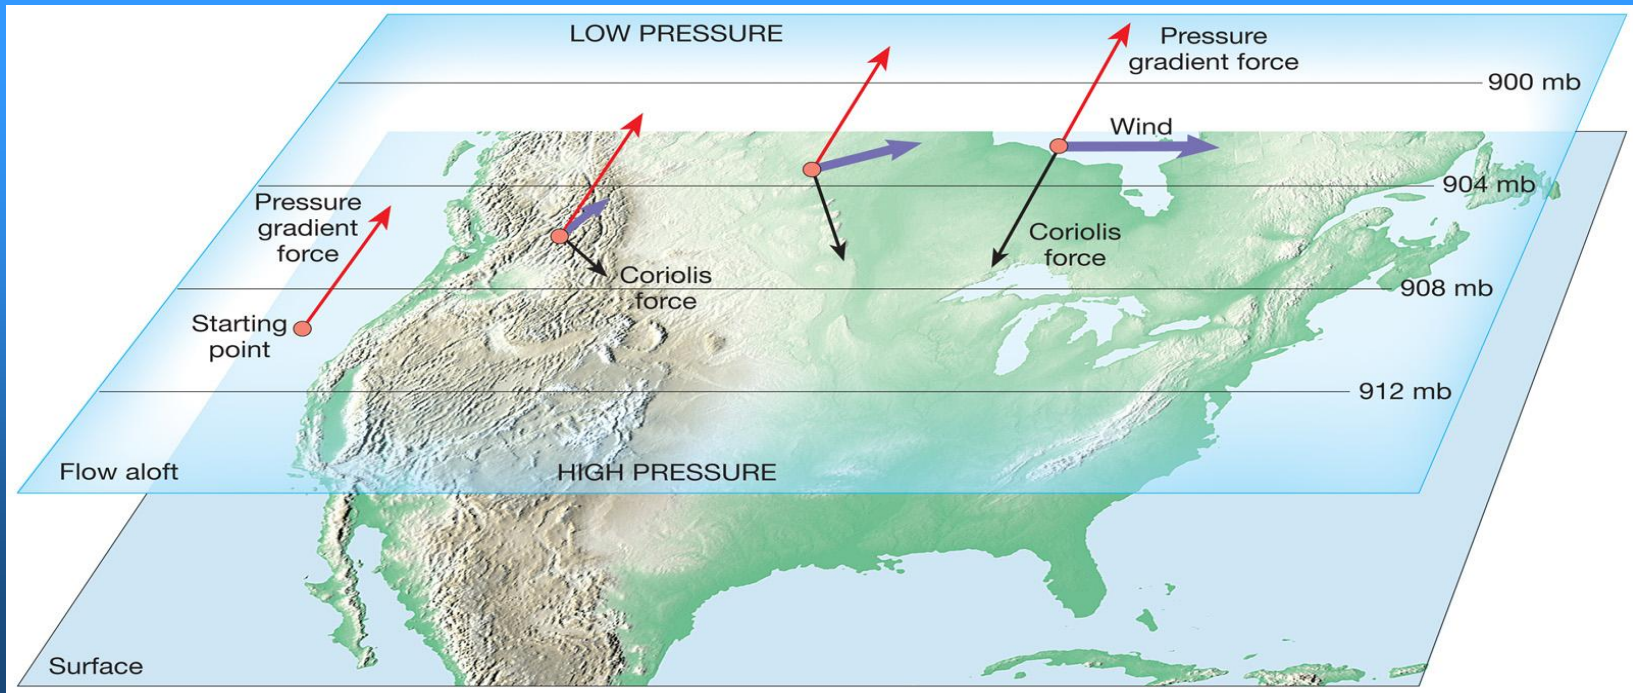 LOW PRESSURE
Pressure
gradient force
900 mb
Wind
904 mb
Pressure
gradient
force
Coriolis
force
Coriolis
force
908 mb
Starting
point
912 mb
Flow aloft
HIGH PRESSURE
Surface